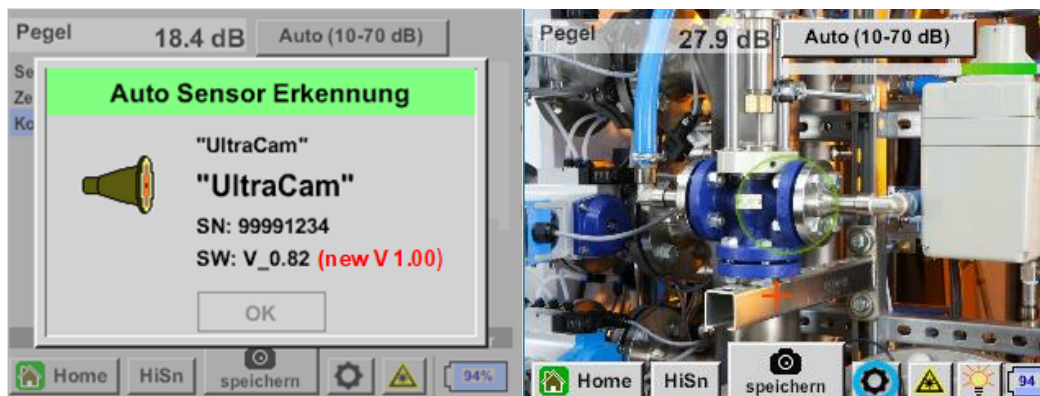 Pegel 18.4 dB Auto (10-70 dB)
Se
Ze
Ko
Auto Sensor Erkennung
"UltraCam"
"UltraCam"
SN: 99991234
SW: V_0.82 (new V 1.00)
OK
r
Home HiSn speichern 94%
Pegel 27.9 dB Auto (10-70 dB)
Home HiSn speichern 94